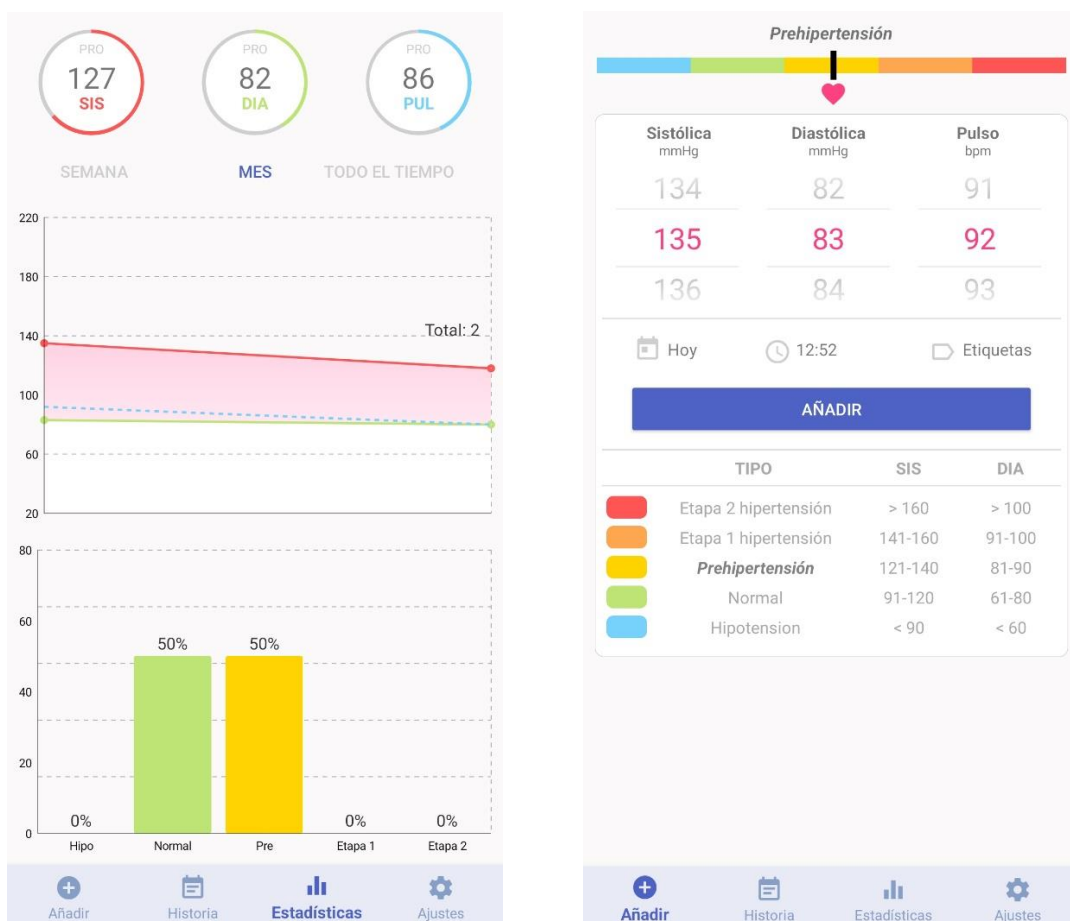 PRO PRO PRO
127 82 86
SIS DIA PUL
SEMANA MES TODO EL TIEMPO
220
180
140
100
60
20
Total: 2
80
60
40
20
0
0% 50% 50% 0% 0%
Hipo Normal Pre Etapa 1 Etapa 2
Añadir Historia Estadísticas Ajustes
Prehipertensión
Sistólica Diastólica Pulso
mmHg mmHg bpm
134 82 91
135 83 92
136 84 93
Hoy 12:52 Etiquetas
AÑADIR
TIPO SIS DIA
Etapa 2 hipertensión > 160 > 100
Etapa 1 hipertensión 141-160 91-100
Prehipertensión 121-140 81-90
Normal 91-120 61-80
Hipotension < 90 < 60
Añadir Historia Estadísticas Ajustes